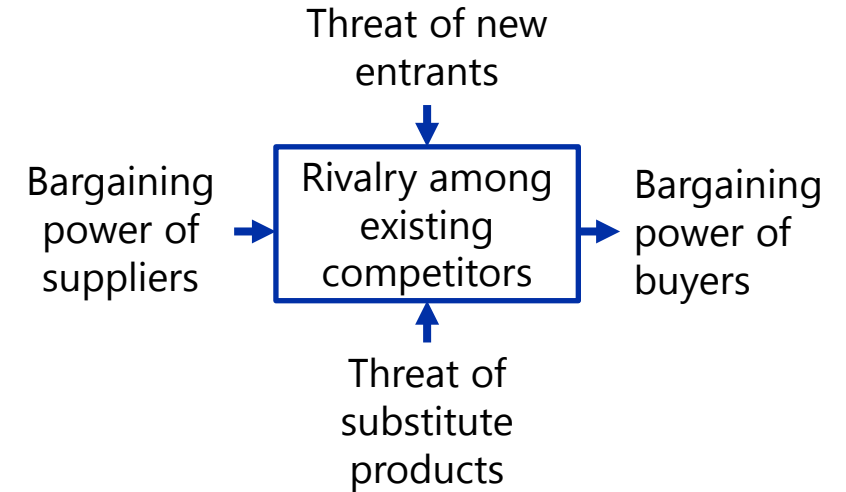 Threat of new
entrants
Bargaining
power of
suppliers
Rivalry among
existing
competitors
Bargaining
power of
buyers
Threat of
substitute
products